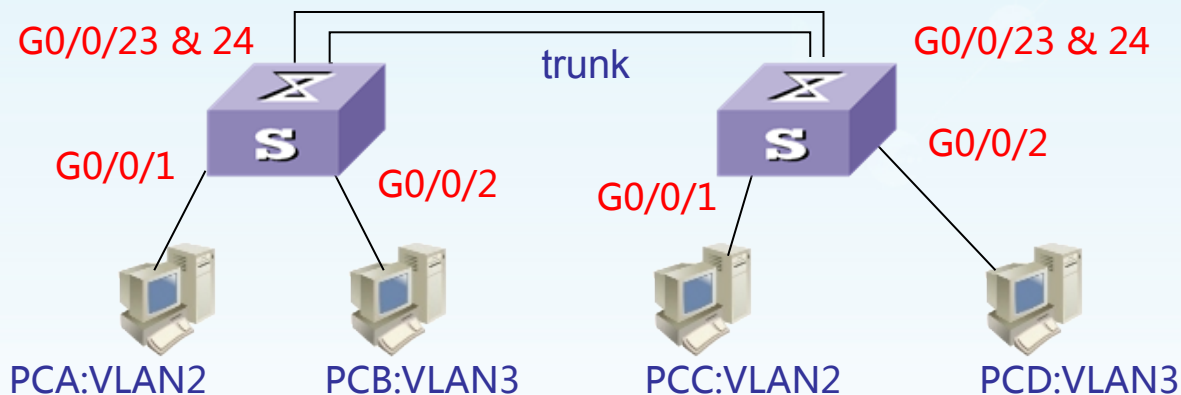 G0/0/23 & 24
G0/0/23 & 24
trunk
S
S
G0/0/1
G0/0/2
G0/0/1
G0/0/2
PCA:VLAN2
PCB:VLAN3
PCC:VLAN2
PCD:VLAN3